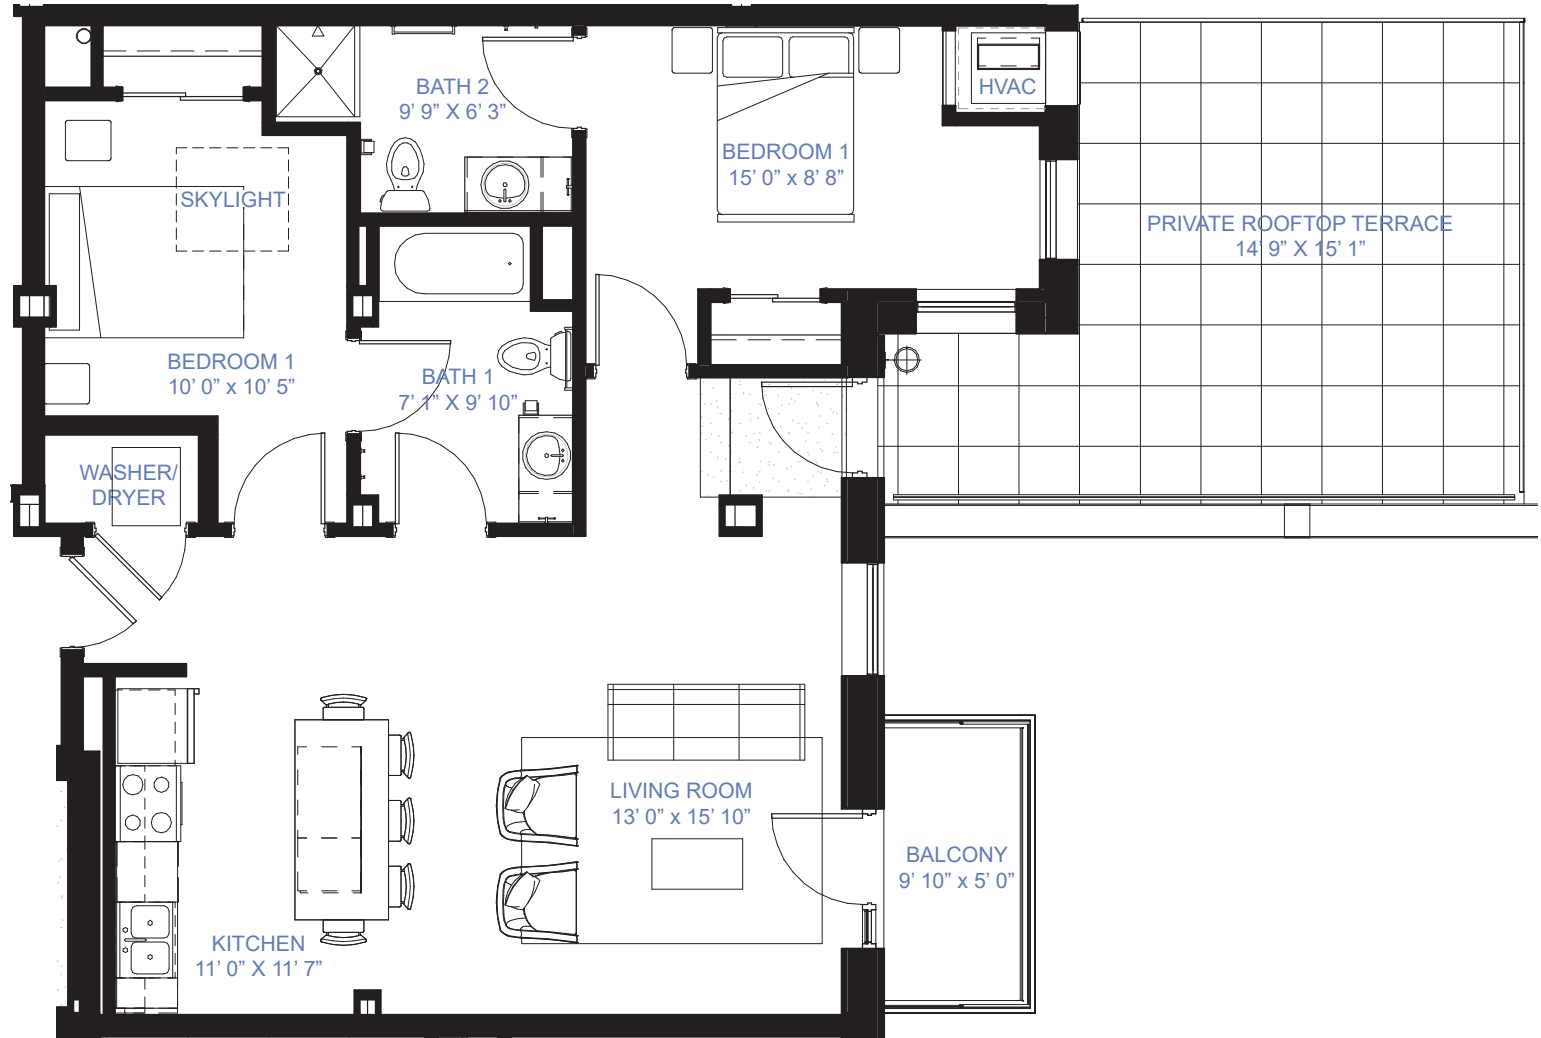 BATH 2
9’ 9” X 6’ 3”
HVAC
BEDROOM 1
15’ 0” x 8’ 8”
SKYLIGHT
PRIVATE ROOFTOP TERRACE
14’ 9” X 15’ 1”
BEDROOM 1
10’ 0” x 10’ 5”
BATH 1
7’ 1” X 9’ 10”
WASHER/
DRYER
LIVING ROOM
13’ 0” x 15’ 10”
BALCONY
9’ 10” x 5’ 0”
KITCHEN
11’ 0” X 11’ 7”